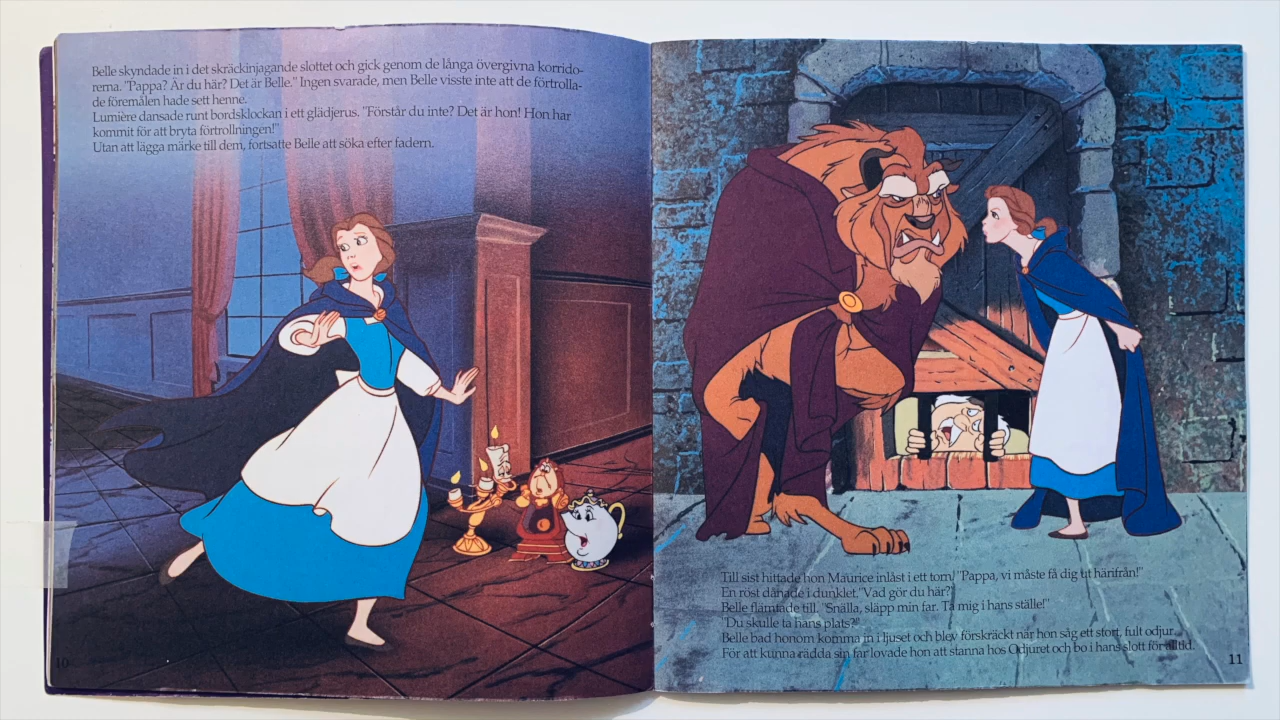 Belle skyndade in i det skräckinjagande slottet och gick genom de långa övergivna korrido-
rerna. "Pappa? Är du här? Det är Belle." Ingen svarade, men Belle visste inte att de förtrolla-
de föremålen hade sett henne.
Lumière dansade runt bordsklockan i ett glädjerus. "Förstår du inte? Det är hon! Hon har
kommit för att bryta förtrollningen!"
Utan att lägga märke till dem, fortsatte Belle att söka efter fadern.
10
Till sist hittade hon Maurice inlåst i ett torn. "Pappa, vi måste få dig ut härifrån!"
En röst dånade i dunklet. "Vad gör du här?"
Belle flämtade till. "Snälla, släpp min far. Ta mig i hans ställe!"
"Du skulle ta hans plats?"
Belle bad honom komma in i ljuset och blev förskräckt när hon såg ett stort, fult odjur.
För att kunna rädda sin far lovade hon att stanna hos Odjuret och bo i hans slott för alltid.
11